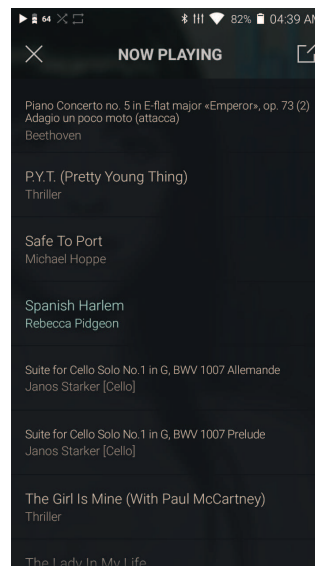 64 82% 04:39 AM
NOW PLAYING
Piano Concerto no. 5 in E-flat major «Emperor», op. 73 (2)
Adagio un poco moto (attacca)
Beethoven
P.Y.T. (Pretty Young Thing)
Thriller
Safe To Port
Michael Hoppe
Spanish Harlem
Rebecca Pidgeon
Suite for Cello Solo No.1 in G, BWV 1007 Allemande
Janos Starker [Cello]
Suite for Cello Solo No.1 in G, BWV 1007 Prelude
Janos Starker [Cello]
The Girl Is Mine (With Paul McCartney)
Thriller
The Lady In My Life